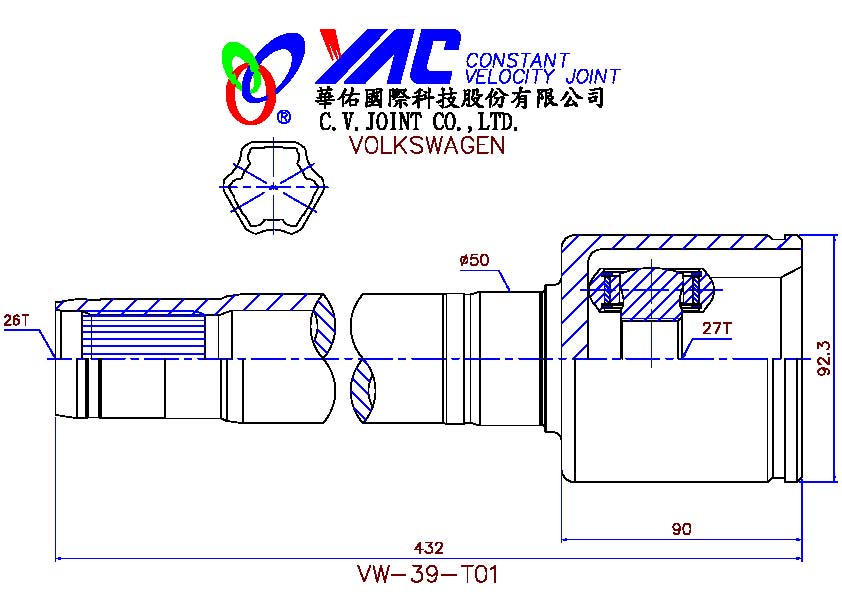 YAC CONSTANT
VELOCITY JOINT
®
華佑國際科技股份有限公司
C.V.JOINT CO.,LTD.
VOLKSWAGEN
ø50
26T
27T
92.3
90
432
VW-39-T01